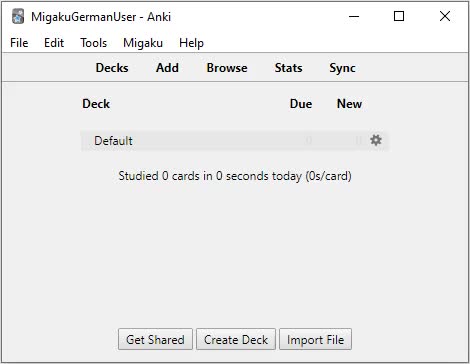 MigakuGermanUser - Anki
File Edit Tools Migaku Help
Decks Add Browse Stats Sync
Deck Due New
Default 0 0
Studied 0 cards in 0 seconds today (0s/card)
Get Shared Create Deck Import File